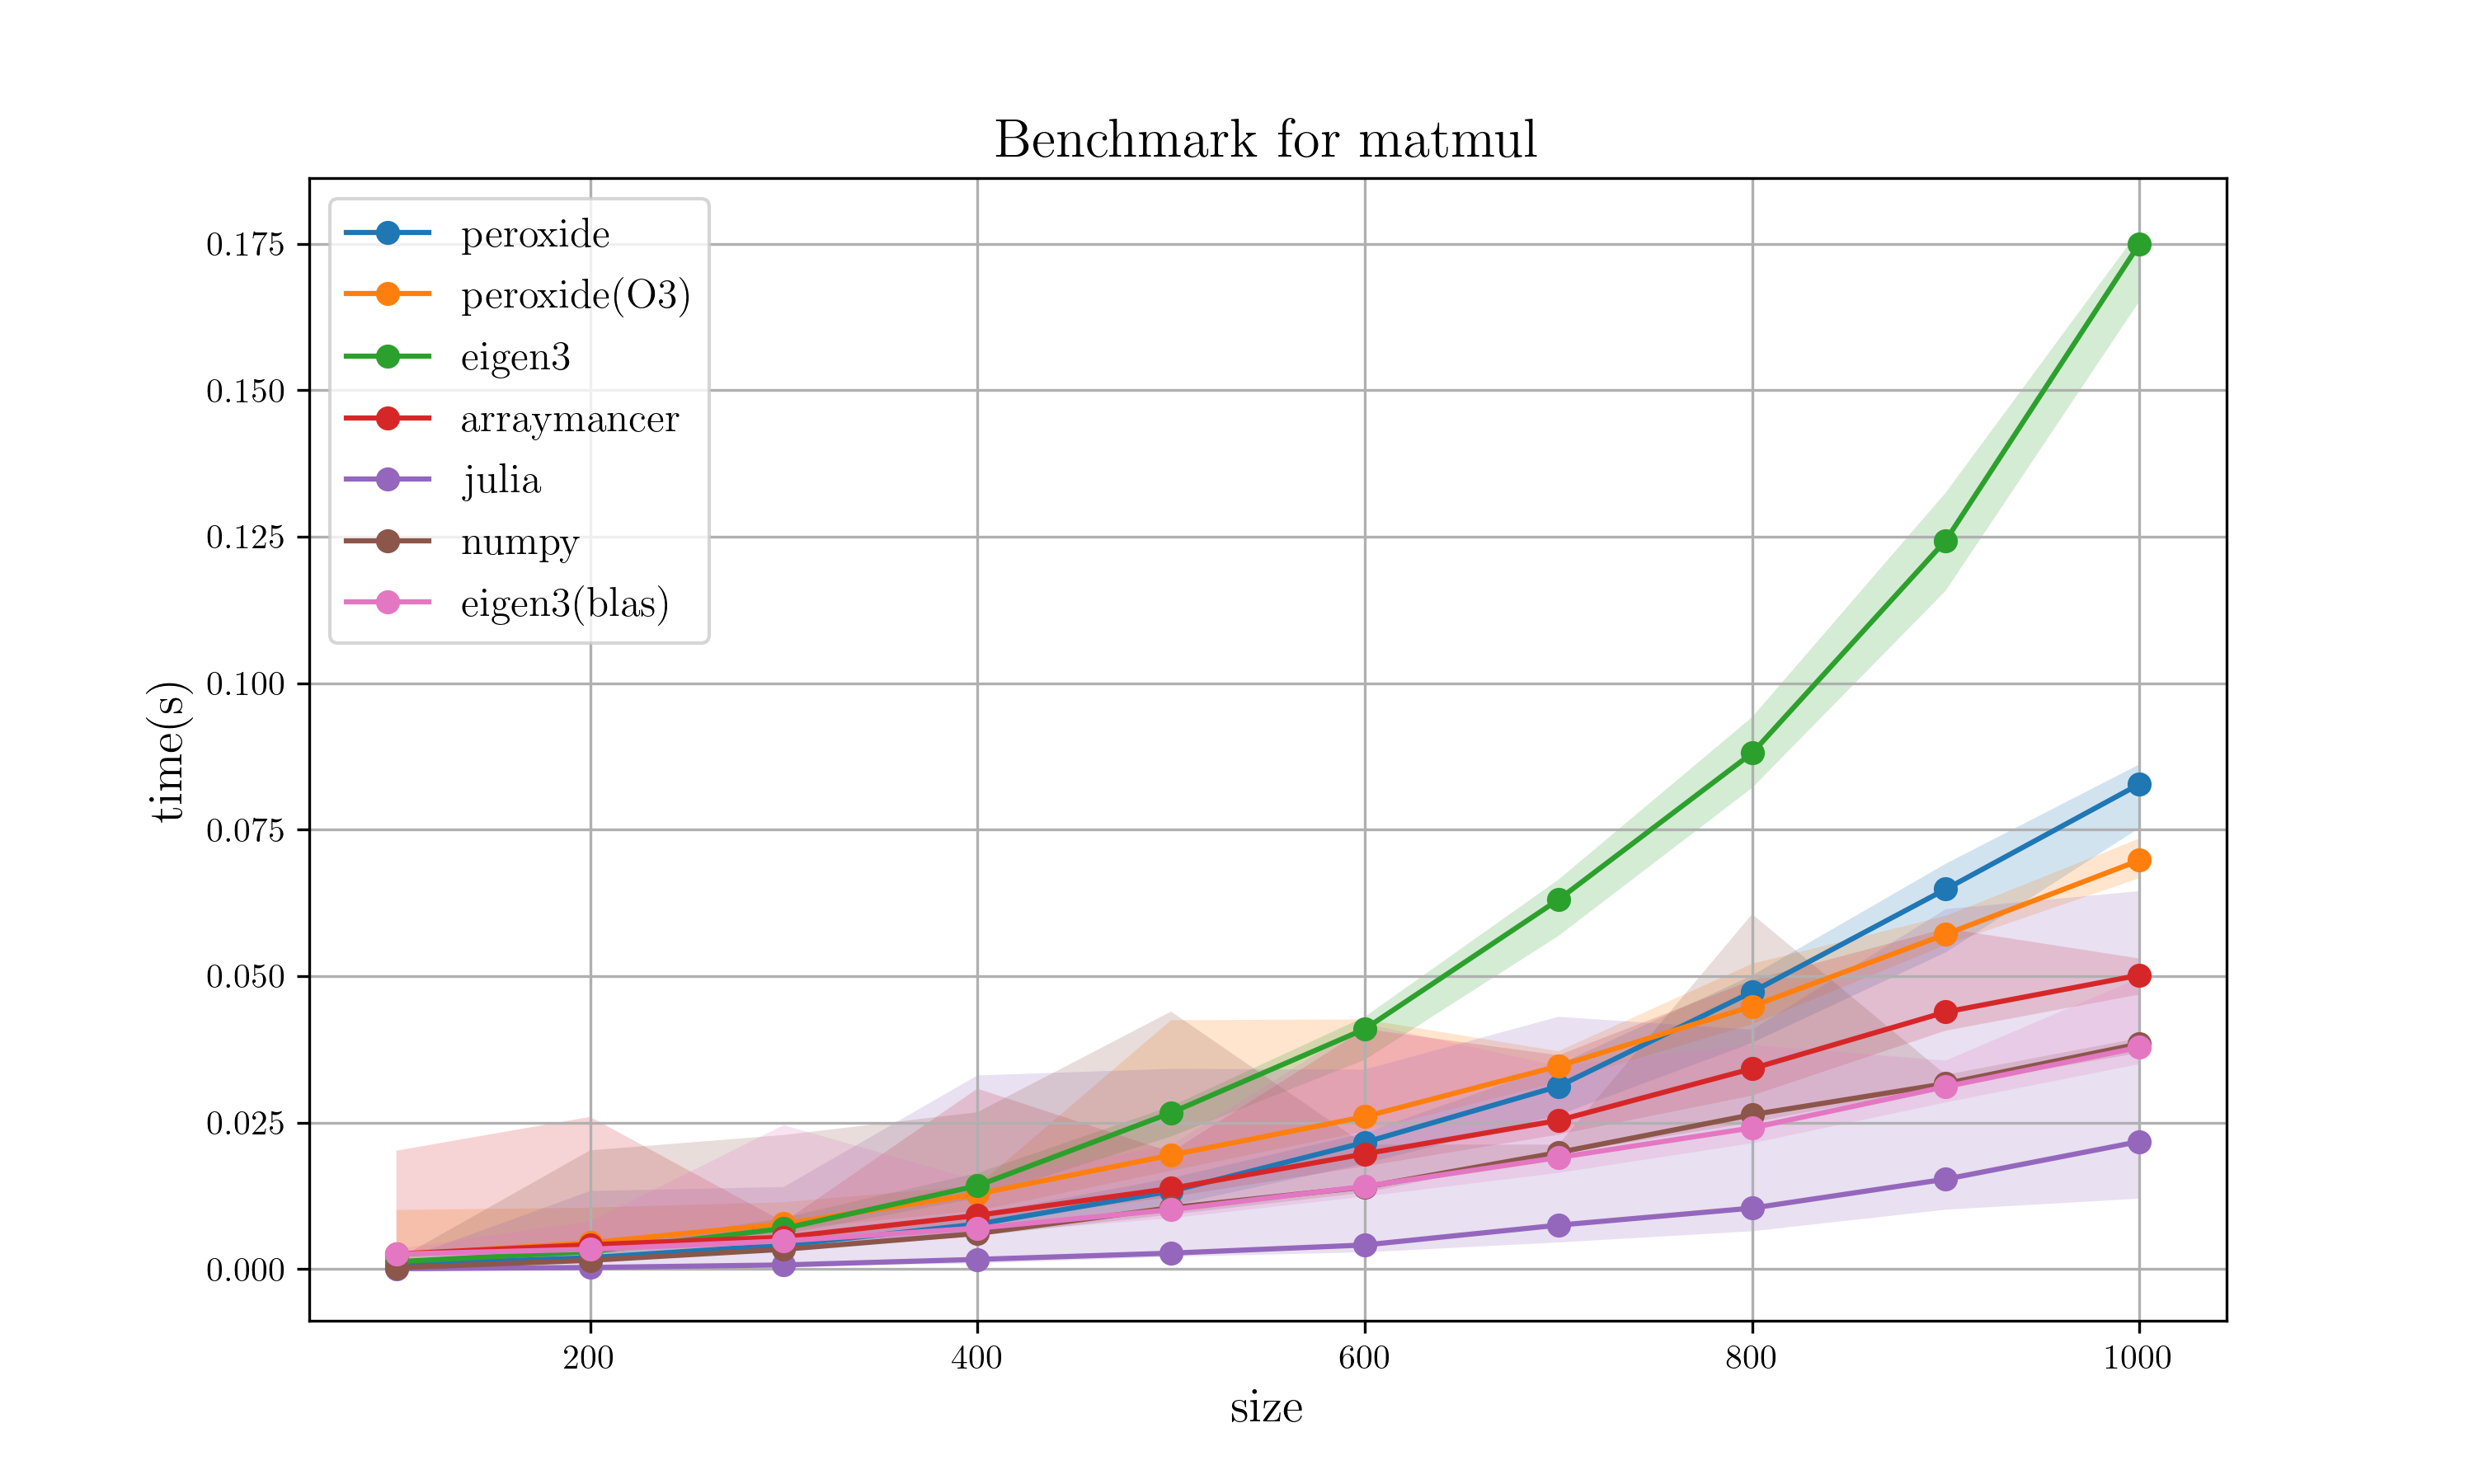 Benchmark for matmul
peroxide
peroxide(O3)
eigen3
arraymancer
julia
numpy
eigen3(blas)
time(s)
0.175
0.150
0.125
0.100
0.075
0.050
0.025
0.000
200 400 600 800 1000
size